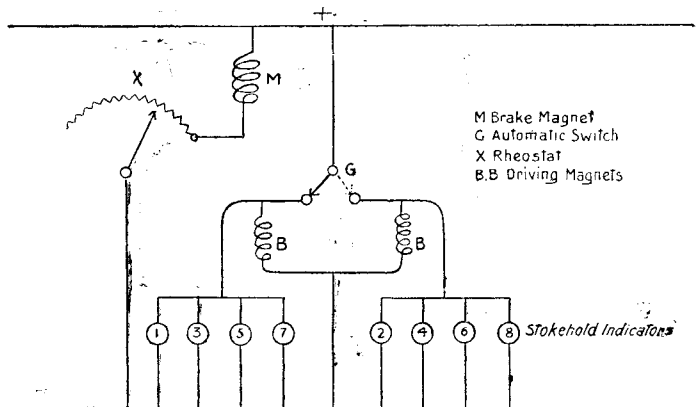 +
X
M
M Brake Magnet
G Automatic Switch
X Rheostat
B.B Driving Magnets
G
B
B
1 3 5 7 2 4 6 8 Stokehold Indicators